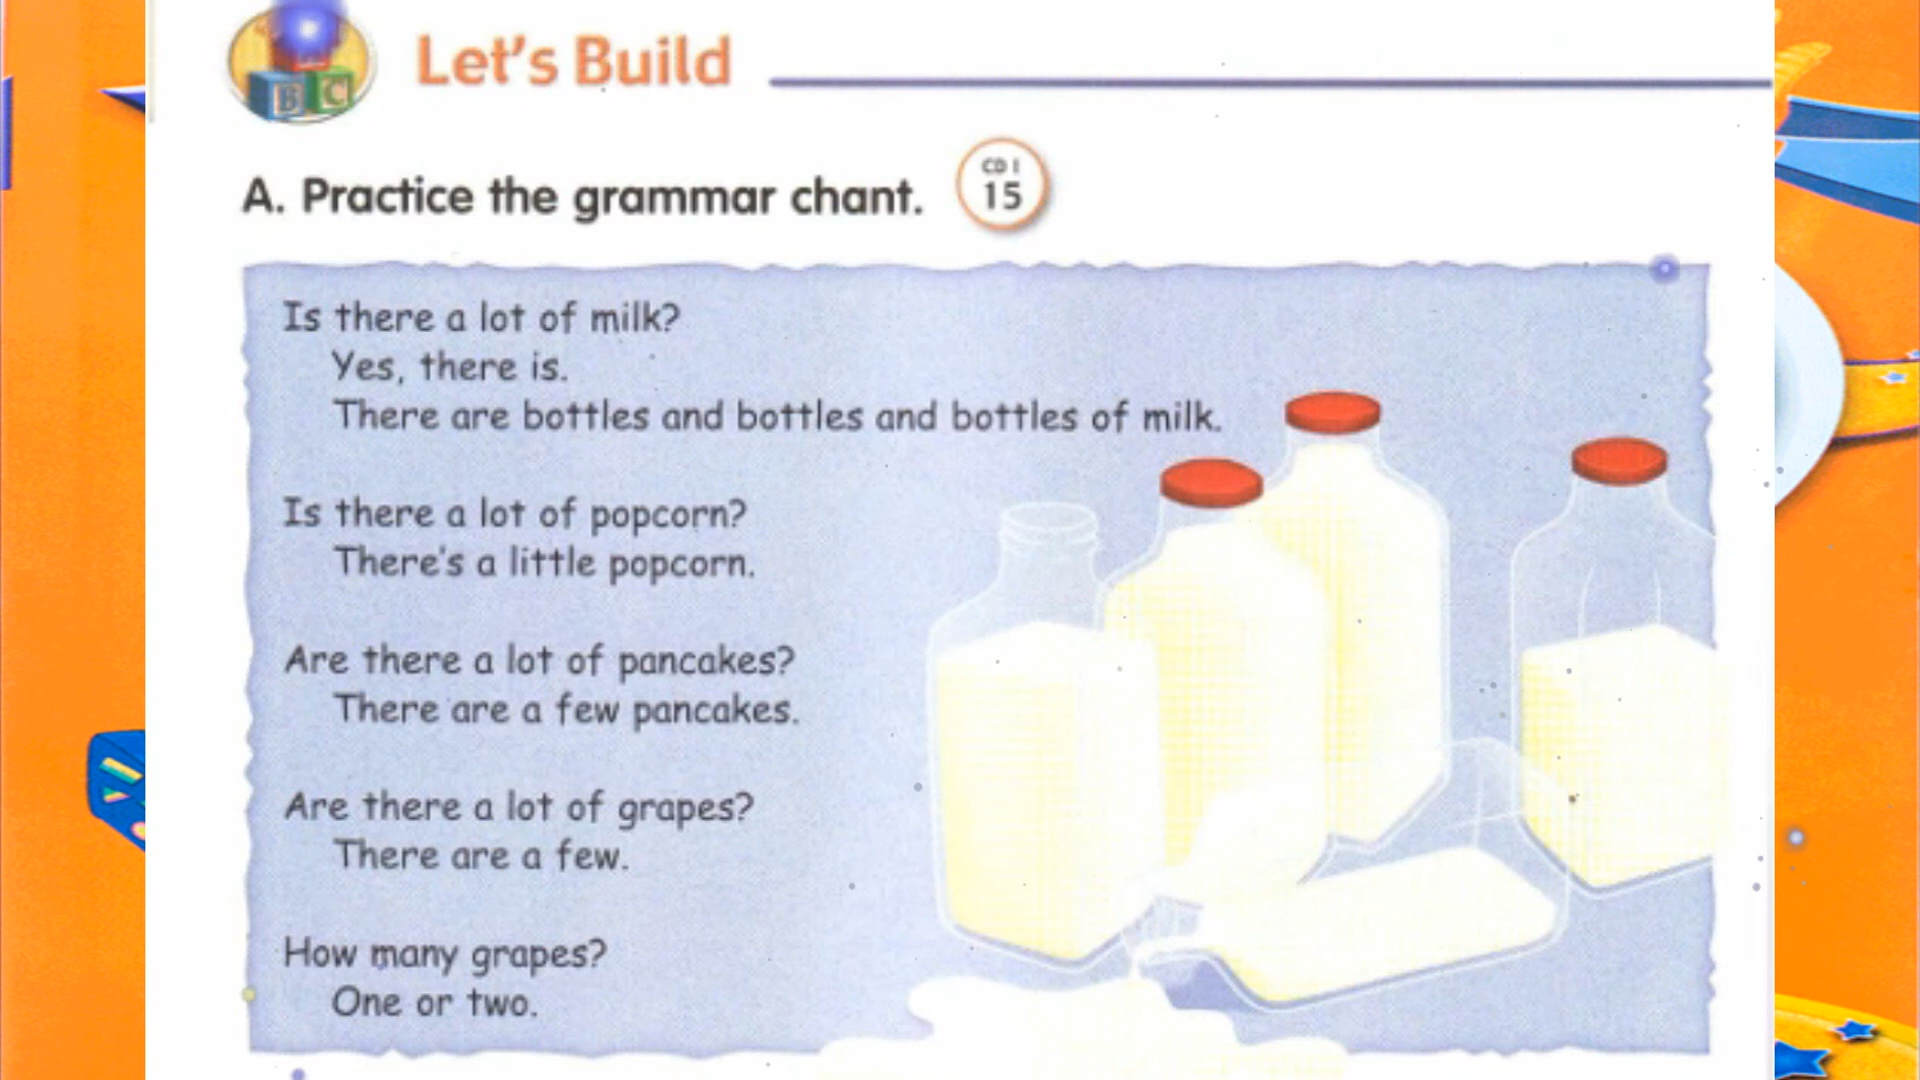 B C
Let's Build
A. Practice the grammar chant.
CD 1
15
Is there a lot of milk?
Yes, there is.
There are bottles and bottles and bottles of milk.
Is there a lot of popcorn?
There's a little popcorn.
Are there a lot of pancakes?
There are a few pancakes.
Are there a lot of grapes?
There are a few.
How many grapes?
One or two.